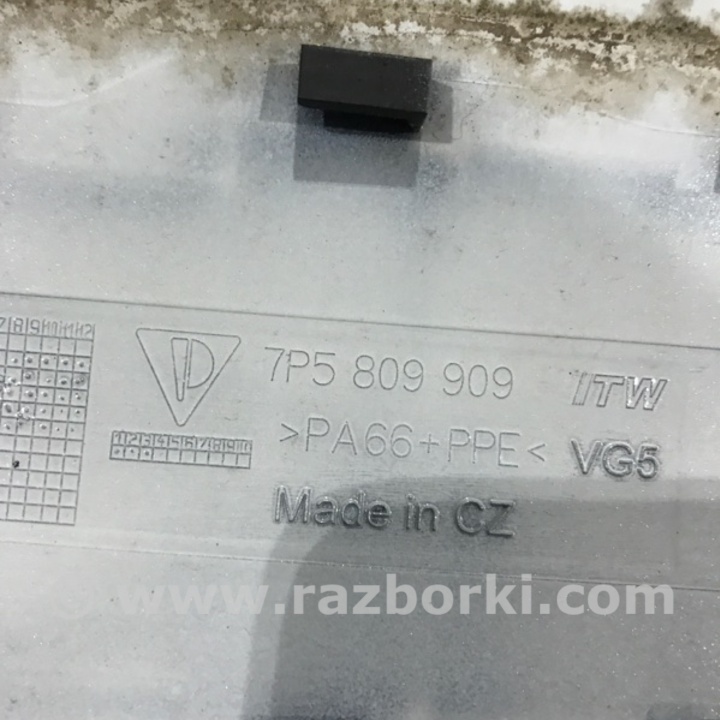 7P5 809 909 ITW
>PA66+PPE< VG5
Made in CZ
www.razborki.com